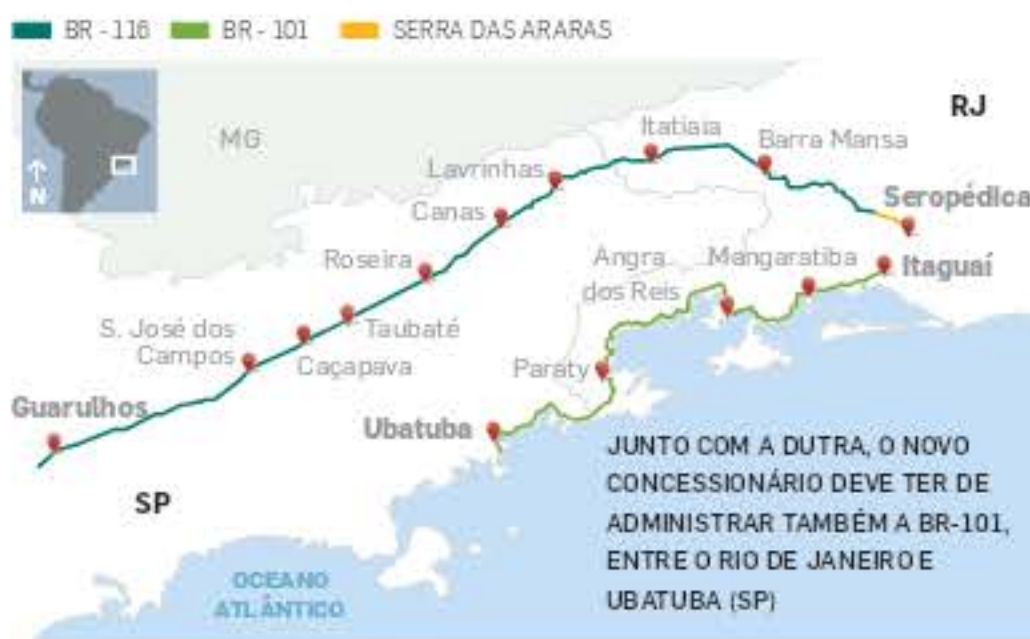 BR - 116
BR - 101
SERRA DAS ARARAS
RJ
MG
N
Itatiaia
Barra Mansa
Lavrinhas
Seropédica
Canas
Roseira
Angra
dos Reis
Mangaratiba
Itaguaí
S. José dos
Campos
Taubaté
Caçapava
Paraty
Guarulhos
Ubatuba
SP
JUNTO COM A DUTRA, O NOVO
CONCESSIONÁRIO DEVE TER DE
ADMINISTRAR TAMBÉM A BR-101,
ENTRE O RIO DE JANEIRO E
UBATUBA (SP)
OCEANO
ATLÂNTICO